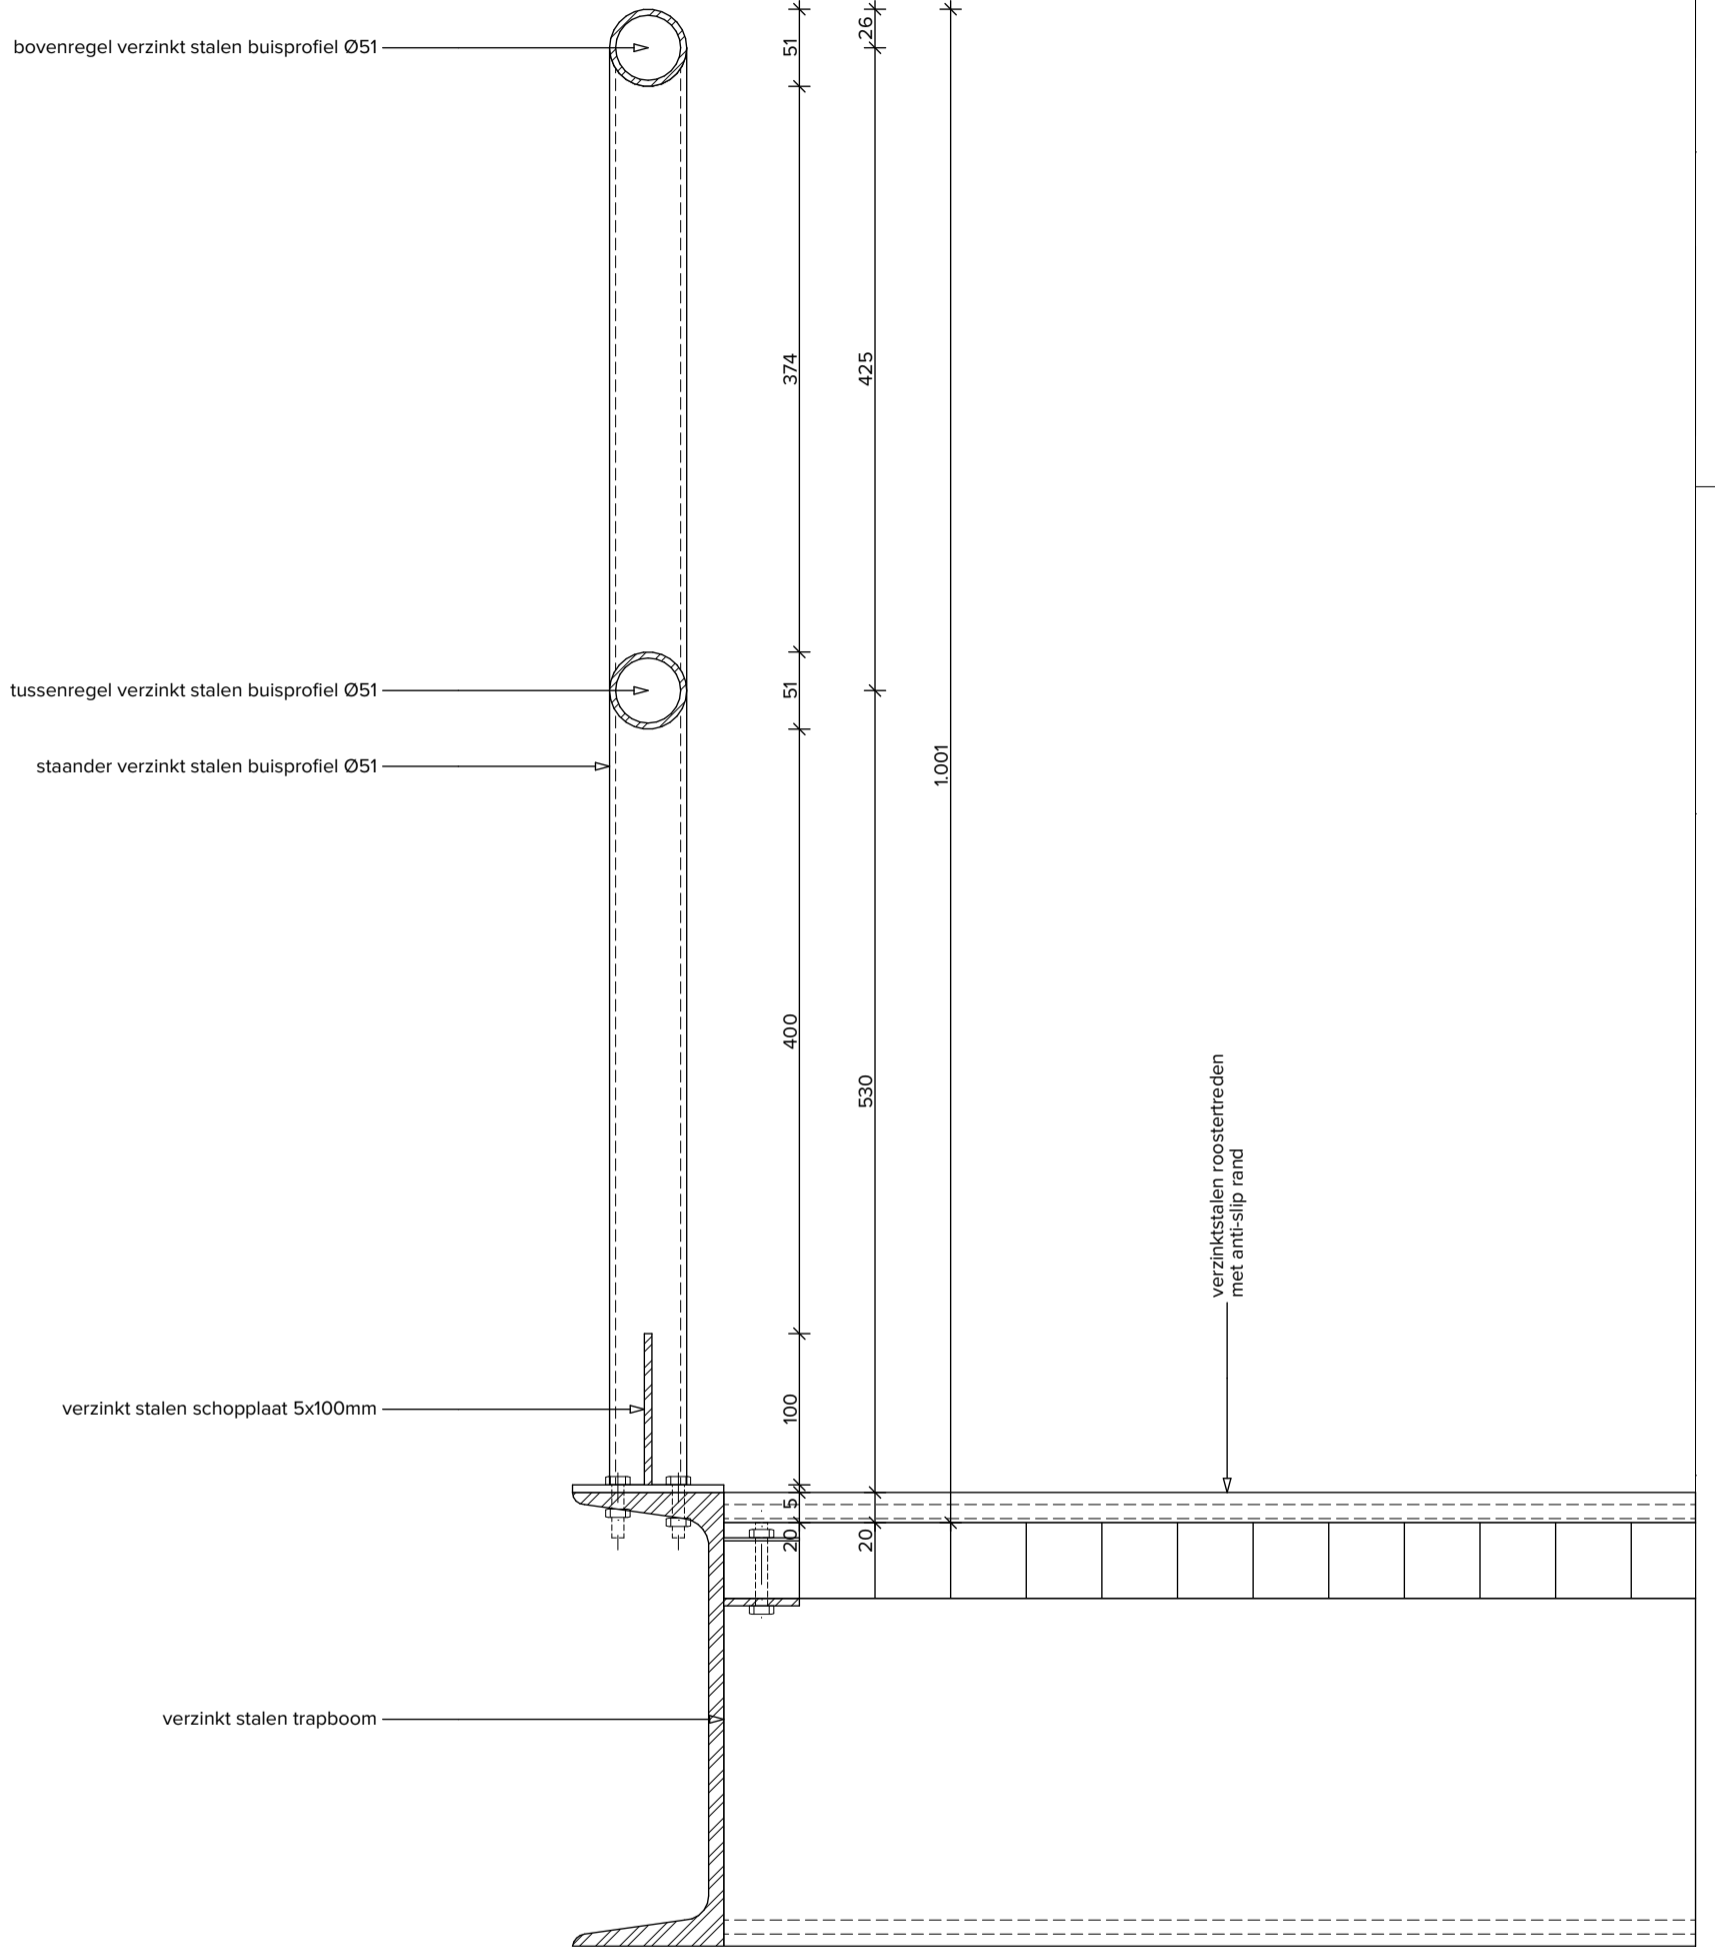 bovenregel verzinkt stalen buisprofiel Ø51
tussenregel verzinkt stalen buisprofiel Ø51
staander verzinkt stalen buisprofiel Ø51
verzinkt stalen schopplaat 5x100mm
verzinkt stalen trapboom
51
374
51
400
100
5
20
26
425
530
20
1.001
verzinktstalen roostertreden
met anti-slip rand